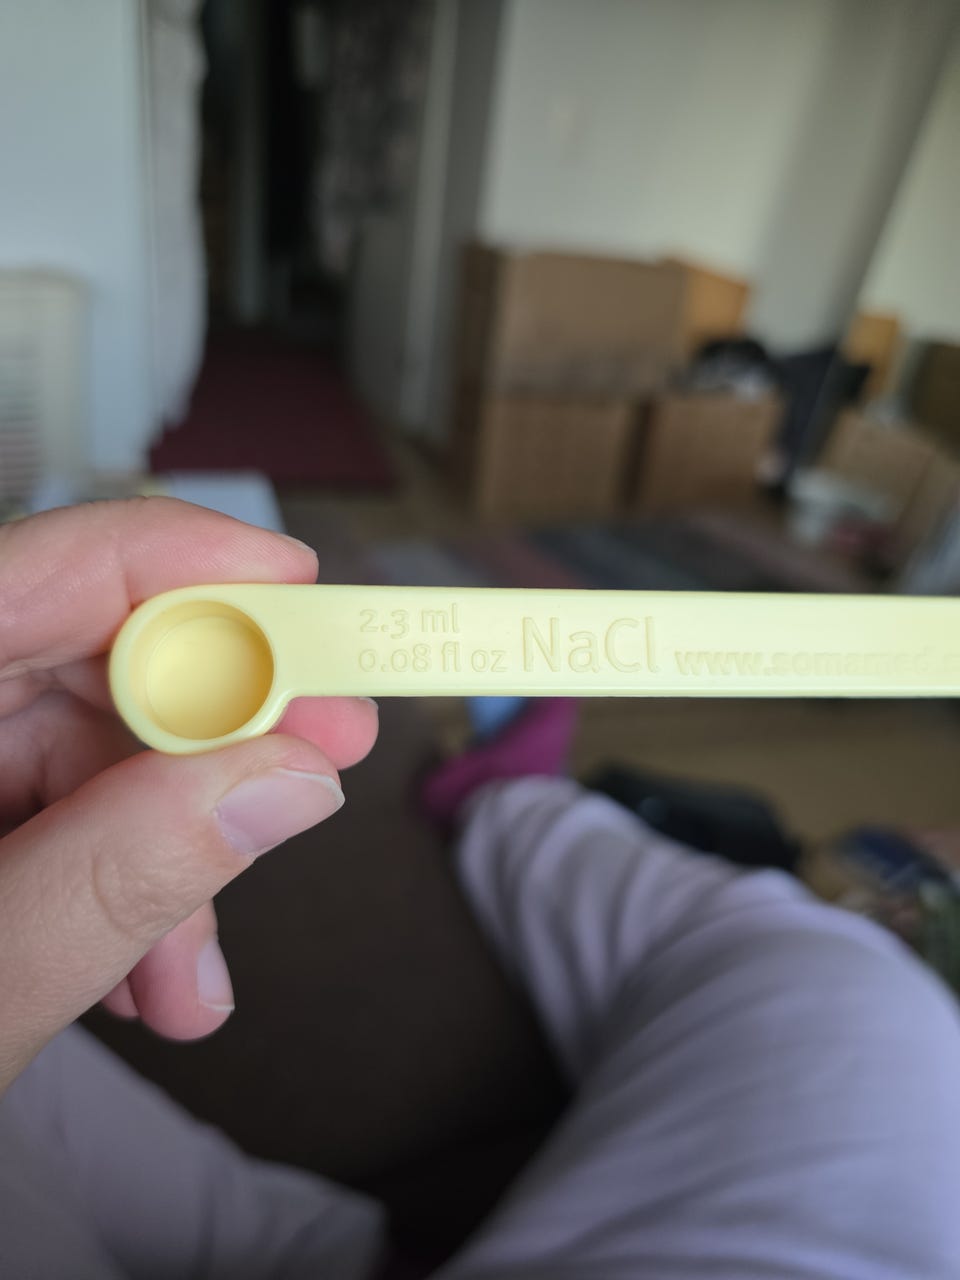 2.3 ml
0.08 fl oz
NaCl
www.somamed.